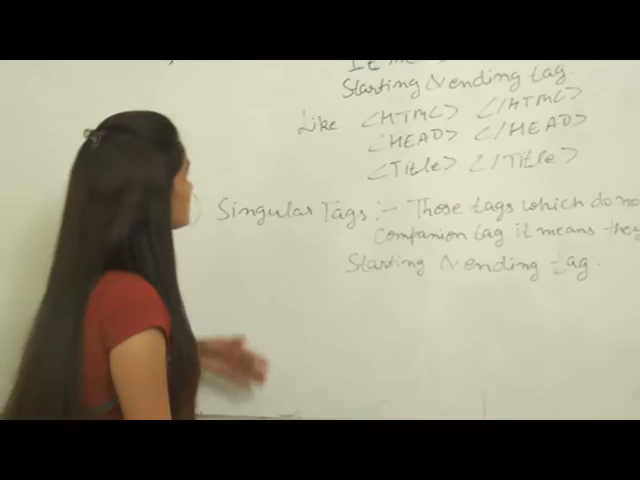 Starting & ending tag.
Like <HTML> </HTML>
<HEAD> </HEAD>
<Title> </Title>
Singular Tags :- Those tags which do no
Companion tag it means they
Starting & ending tag.